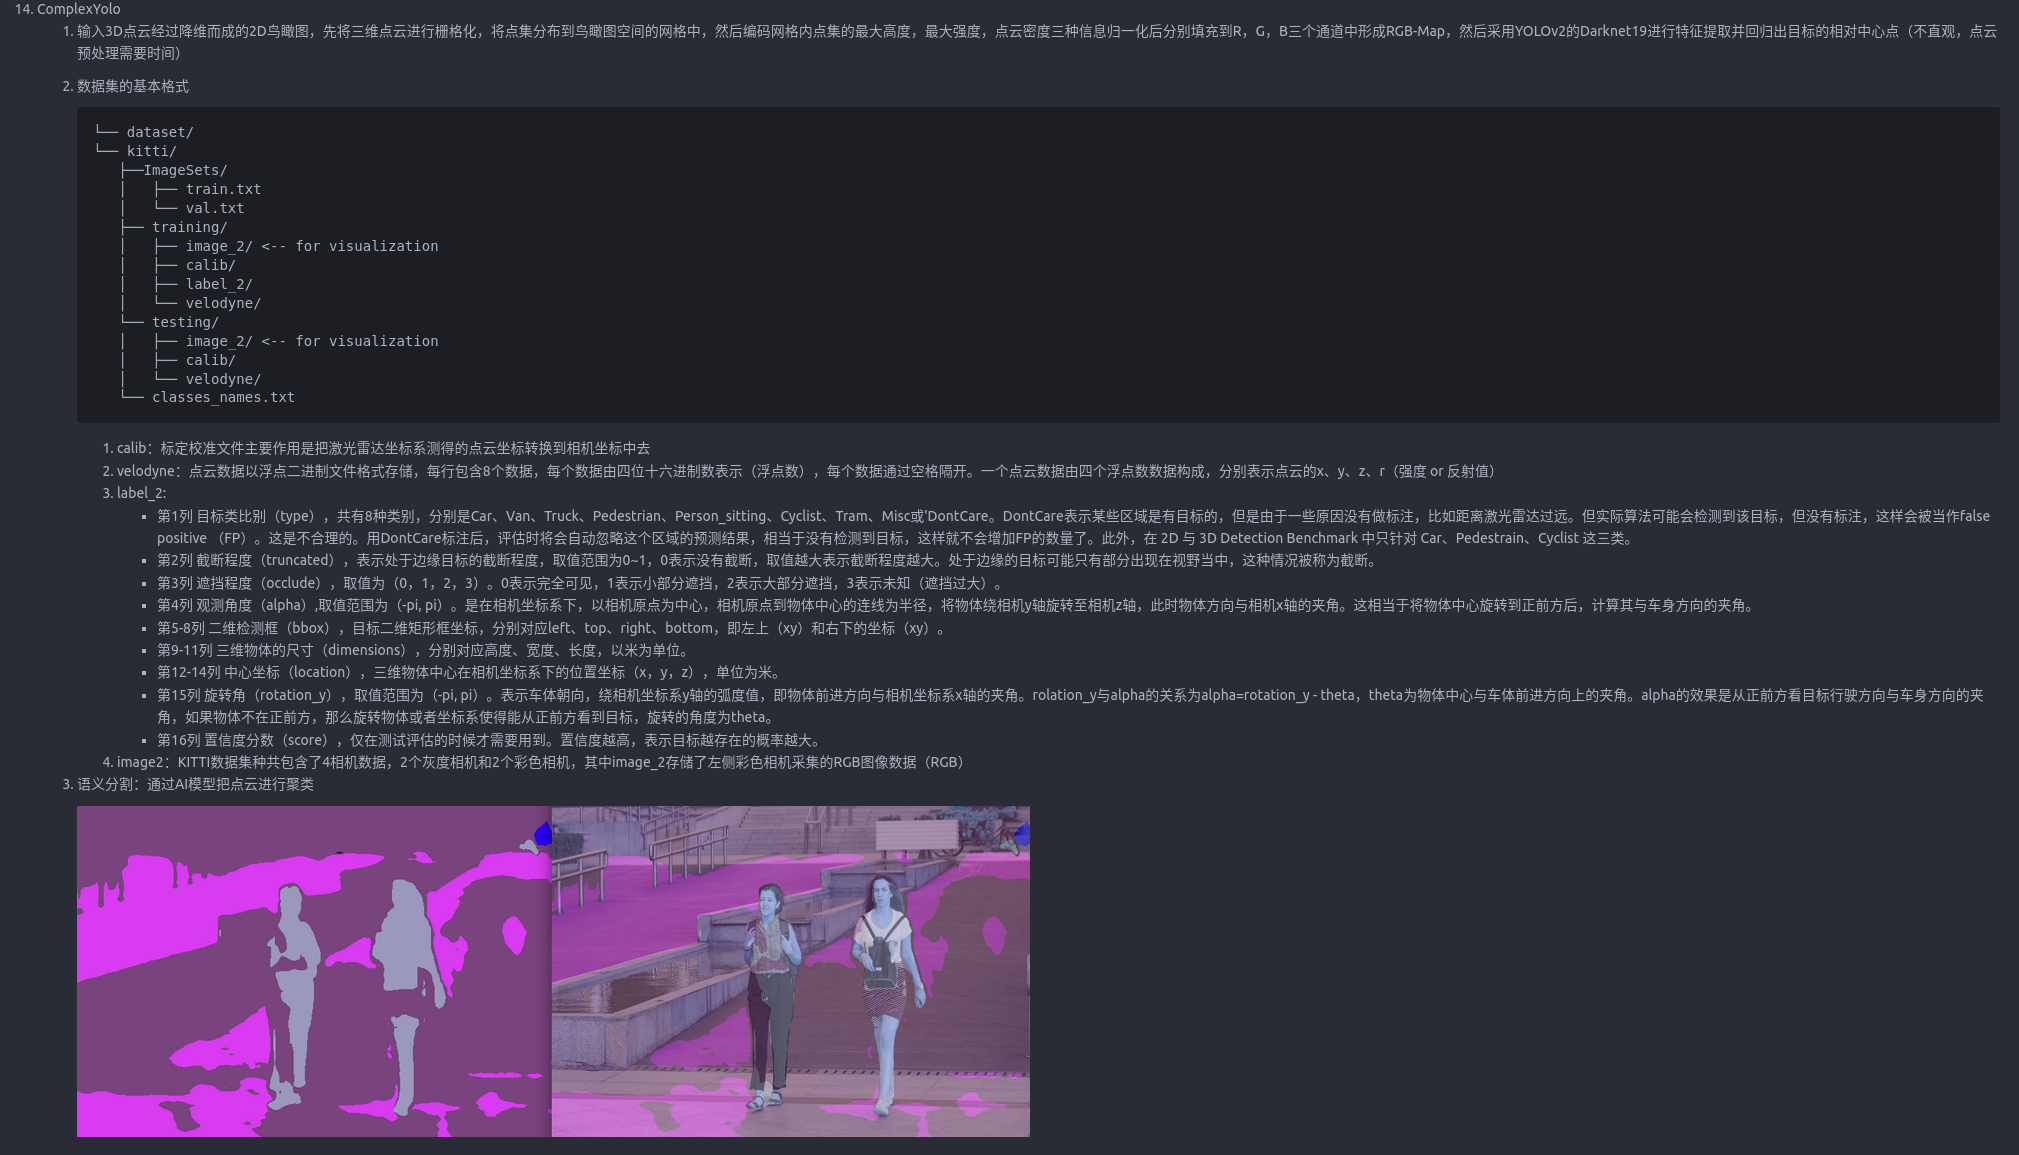 14. ComplexYolo
1. 输入3D点云经过降维而成的2D鸟瞰图，先将三维点云进行栅格化，将点集分布到鸟瞰图空间的网格中，然后编码网格内点集的最大高度，最大强度，点云密度三种信息归一化后分别填充到R，G，B三个通道中形成RGB-Map，然后采用YOLOv2的Darknet19进行特征提取并回归出目标的相对中心点（不直观，点云
预处理需要时间）
2. 数据集的基本格式
└── dataset/
└── kitti/
   ├──ImageSets/
   │   ├── train.txt
   │   └── val.txt
   ├── training/
   │   ├── image_2/ <-- for visualization
   │   ├── calib/
   │   ├── label_2/
   │   └── velodyne/
   └── testing/
   │   ├── image_2/ <-- for visualization
   │   ├── calib/
   │   └── velodyne/
   └── classes_names.txt
1. calib：标定校准文件主要作用是把激光雷达坐标系测得的点云坐标转换到相机坐标中去
2. velodyne：点云数据以浮点二进制文件格式存储，每行包含8个数据，每个数据由四位十六进制数表示（浮点数），每个数据通过空格隔开。一个点云数据由四个浮点数数据构成，分别表示点云的x、y、z、r（强度 or 反射值）
3. label_2:
▪ 第1列 目标类比别（type），共有8种类别，分别是Car、Van、Truck、Pedestrian、Person_sitting、Cyclist、Tram、Misc或'DontCare。DontCare表示某些区域是有目标的，但是由于一些原因没有做标注，比如距离激光雷达过远。但实际算法可能会检测到该目标，但没有标注，这样会被当作false
positive （FP）。这是不合理的。用DontCare标注后，评估时将会自动忽略这个区域的预测结果，相当于没有检测到目标，这样就不会增加FP的数量了。此外，在 2D 与 3D Detection Benchmark 中只针对 Car、Pedestrain、Cyclist 这三类。
▪ 第2列 截断程度（truncated），表示处于边缘目标的截断程度，取值范围为0~1，0表示没有截断，取值越大表示截断程度越大。处于边缘的目标可能只有部分出现在视野当中，这种情况被称为截断。
▪ 第3列 遮挡程度（occlude），取值为（0，1，2，3）。0表示完全可见，1表示小部分遮挡，2表示大部分遮挡，3表示未知（遮挡过大）。
▪ 第4列 观测角度（alpha）,取值范围为（-pi, pi）。是在相机坐标系下，以相机原点为中心，相机原点到物体中心的连线为半径，将物体绕相机y轴旋转至相机z轴，此时物体方向与相机x轴的夹角。这相当于将物体中心旋转到正前方后，计算其与车身方向的夹角。
▪ 第5-8列 二维检测框（bbox），目标二维矩形框坐标，分别对应left、top、right、bottom，即左上（xy）和右下的坐标（xy）。
▪ 第9-11列 三维物体的尺寸（dimensions），分别对应高度、宽度、长度，以米为单位。
▪ 第12-14列 中心坐标（location），三维物体中心在相机坐标系下的位置坐标（x，y，z），单位为米。
▪ 第15列 旋转角（rotation_y），取值范围为（-pi, pi）。表示车体朝向，绕相机坐标系y轴的弧度值，即物体前进方向与相机坐标系x轴的夹角。rolation_y与alpha的关系为alpha=rotation_y - theta，theta为物体中心与车体前进方向上的夹角。alpha的效果是从正前方看目标行驶方向与车身方向的夹
角，如果物体不在正前方，那么旋转物体或者坐标系使得能从正前方看到目标，旋转的角度为theta。
▪ 第16列 置信度分数（score），仅在测试评估的时候才需要用到。置信度越高，表示目标越存在的概率越大。
4. image2：KITTI数据集种共包含了4相机数据，2个灰度相机和2个彩色相机，其中image_2存储了左侧彩色相机采集的RGB图像数据（RGB）
3. 语义分割：通过AI模型把点云进行聚类